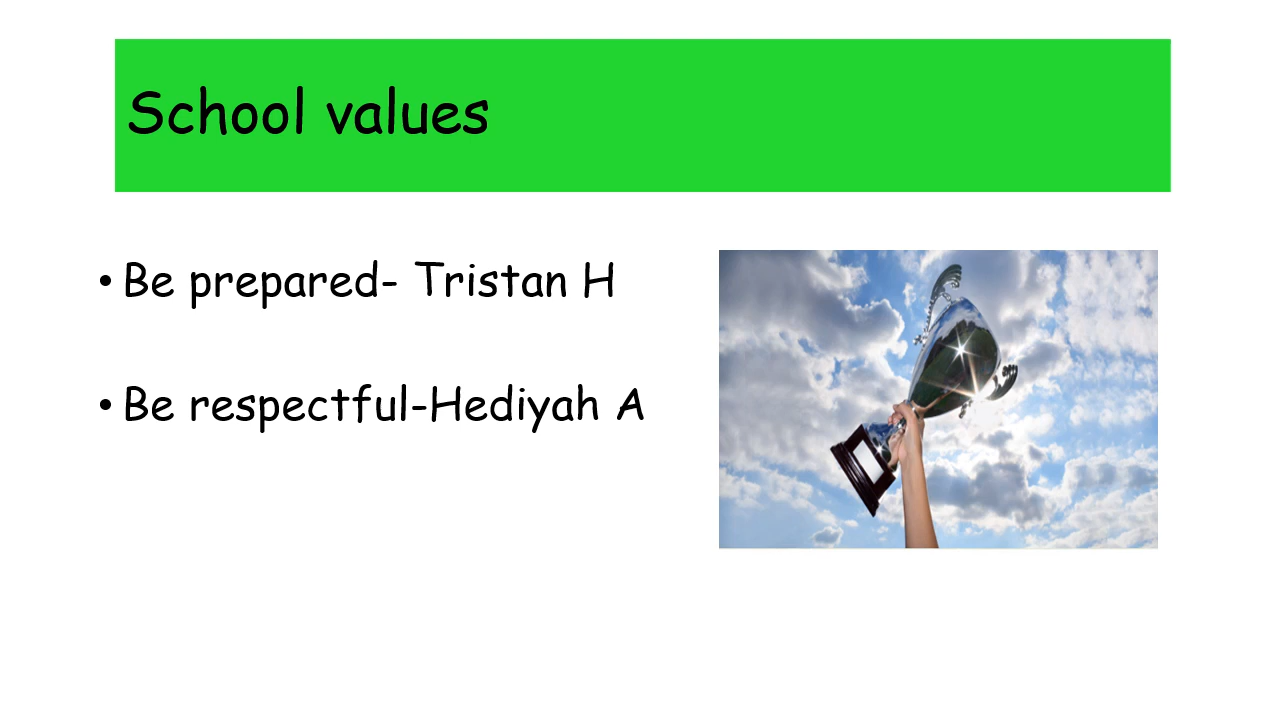 School values
• Be prepared- Tristan H
• Be respectful-Hediyah A